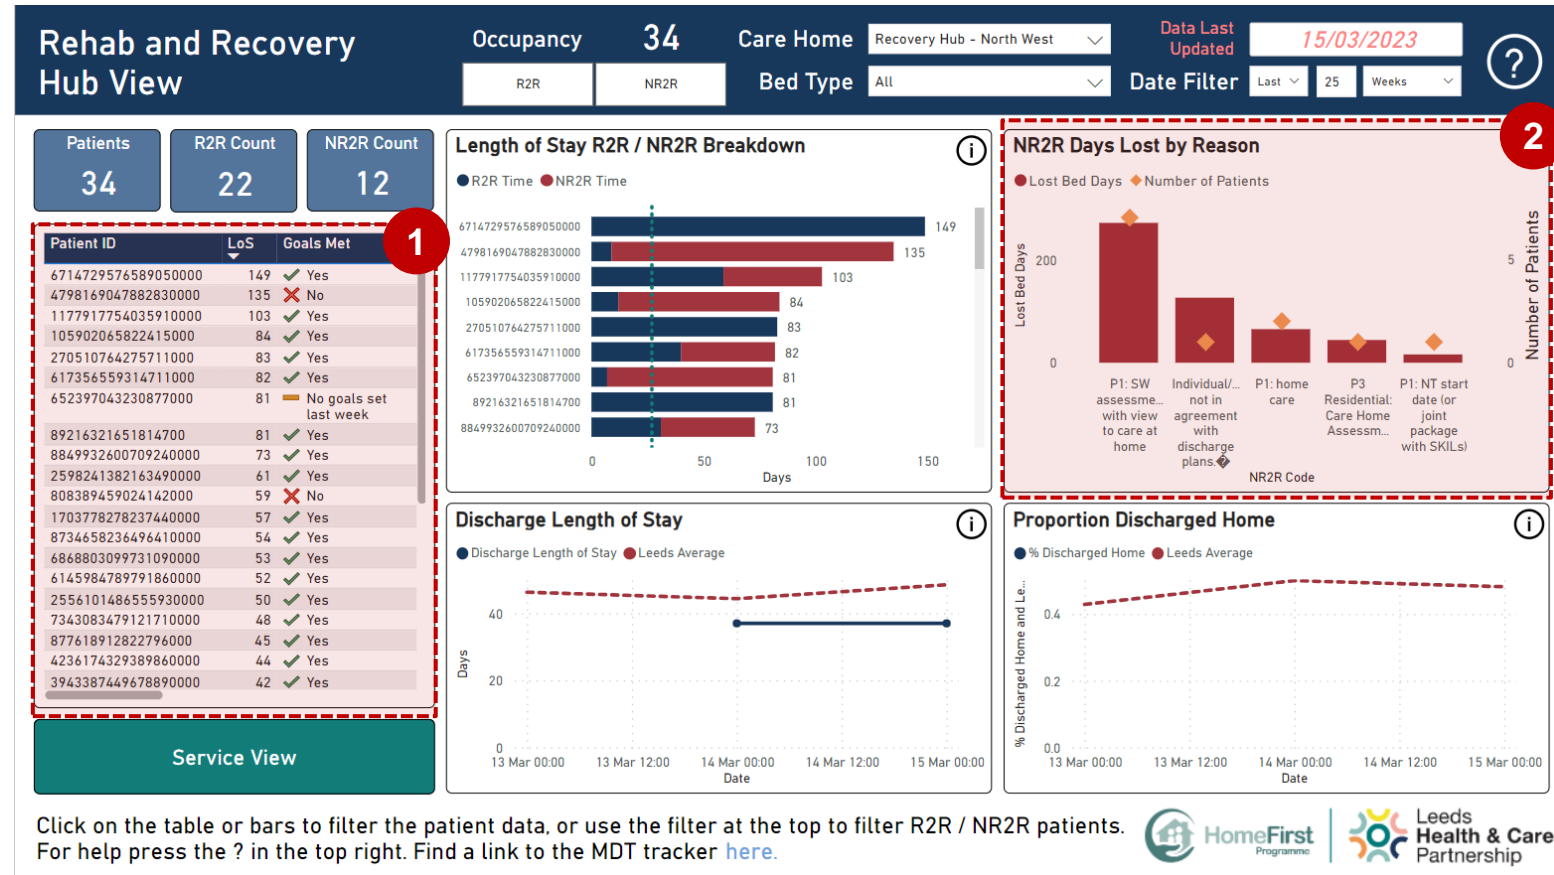 Rehab and Recovery
Hub View
Occupancy 34
R2R NR2R
Care Home Recovery Hub - North West
Bed Type All
Data Last
Updated
15/03/2023
Date Filter Last 25 Weeks
?
Patients
34
R2R Count
22
NR2R Count
12
1
Patient ID LoS Goals Met
6714729576589050000 149 Yes
4798169047882830000 135 No
1177917754035910000 103 Yes
105902065822415000 84 Yes
270510764275711000 83 Yes
617356559314711000 82 Yes
652397043230877000 81 No goals set
last week
89216321651814700 81 Yes
8849932600709240000 73 Yes
2598241382163490000 61 Yes
808389459024142000 59 No
1703778278237440000 57 Yes
8734658236496410000 54 Yes
6868803099731090000 53 Yes
6145984789791860000 52 Yes
2556101486555930000 50 Yes
7343083479121710000 48 Yes
877618912822796000 45 Yes
4236174329389860000 44 Yes
3943387449678890000 42 Yes
Service View
Length of Stay R2R / NR2R Breakdown
i
R2R Time NR2R Time
6714729576589050000 149
4798169047882830000 135
1177917754035910000 103
105902065822415000 84
270510764275711000 83
617356559314711000 82
652397043230877000 81
89216321651814700 81
8849932600709240000 73
0 50 100 150
Days
2
NR2R Days Lost by Reason
Lost Bed Days Number of Patients
Lost Bed Days
200
0
Number of Patients
5
0
P1: SW
assessme...
with view
to care at
home
Individual/...
not in
agreement
with
discharge
plans.�
P1: home
care
P3
Residential:
Care Home
Assessm...
P1: NT start
date (or
joint
package
with SKILs)
NR2R Code
Discharge Length of Stay
i
Discharge Length of Stay Leeds Average
Days
40
20
0
13 Mar 00:00 13 Mar 12:00 14 Mar 00:00 14 Mar 12:00 15 Mar 00:00
Date
Proportion Discharged Home
i
% Discharged Home Leeds Average
% Discharged Home and Le...
0.4
0.2
0.0
13 Mar 00:00 13 Mar 12:00 14 Mar 00:00 14 Mar 12:00 15 Mar 00:00
Date
Click on the table or bars to filter the patient data, or use the filter at the top to filter R2R / NR2R patients.
For help press the ? in the top right. Find a link to the MDT tracker here.
HomeFirst
Programme
Leeds
Health & Care
Partnership